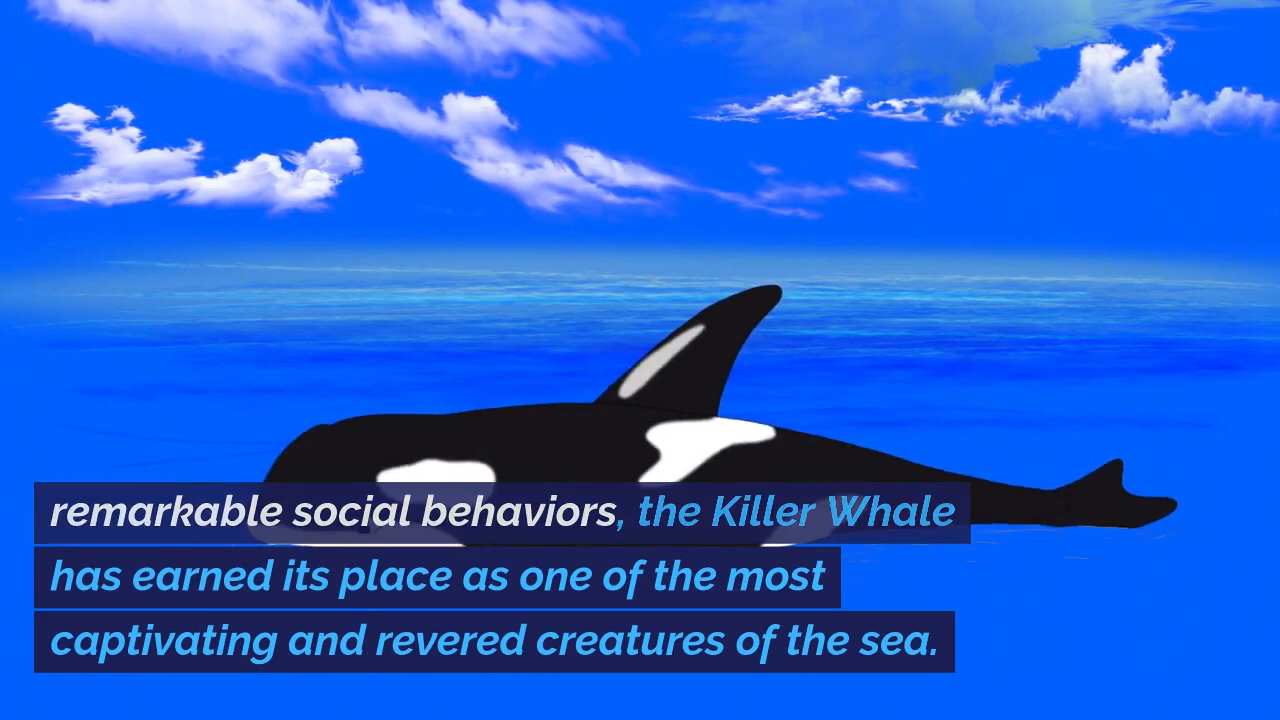 remarkable social behaviors, the Killer Whale
has earned its place as one of the most
captivating and revered creatures of the sea.